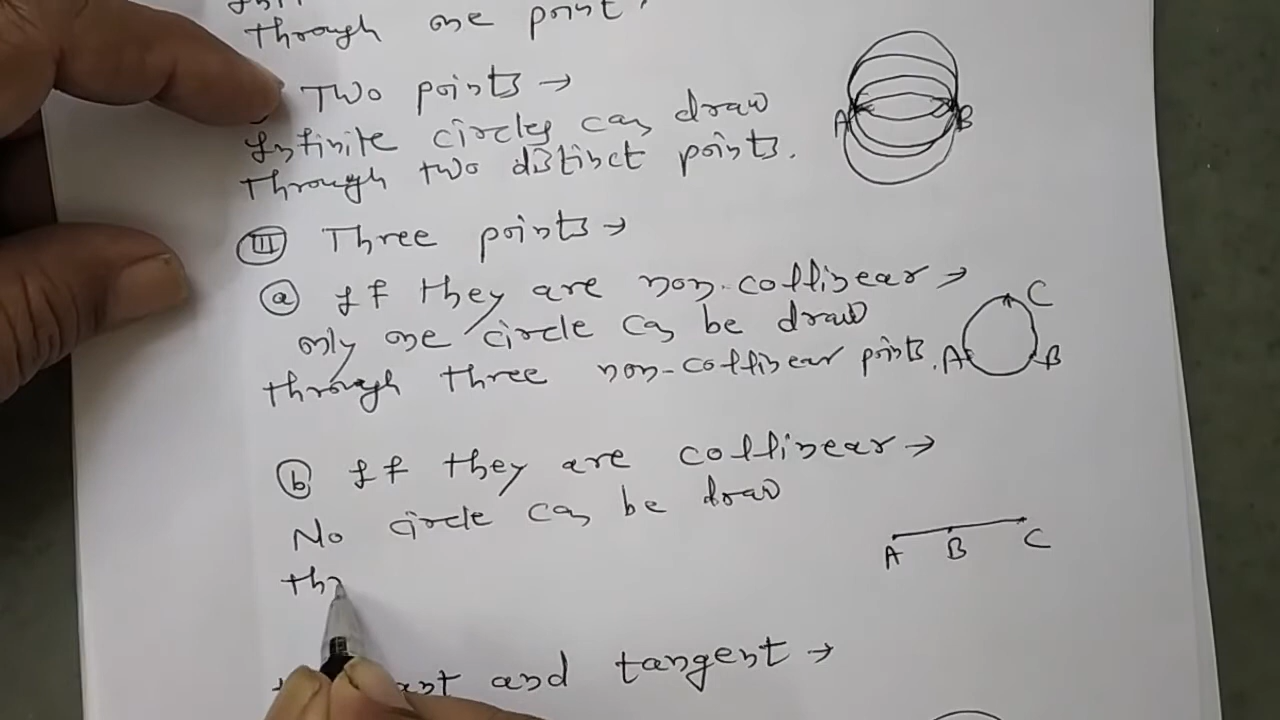 through one point.
Two points →
Infinite circles can draw
through two distinct points.
A B
III Three points →
a If they are non-collinear →
only one circle can be draw
through three non-collinear points.
C
A B
b If they are collinear →
No circle can be draw
A B C
th
and tangent →